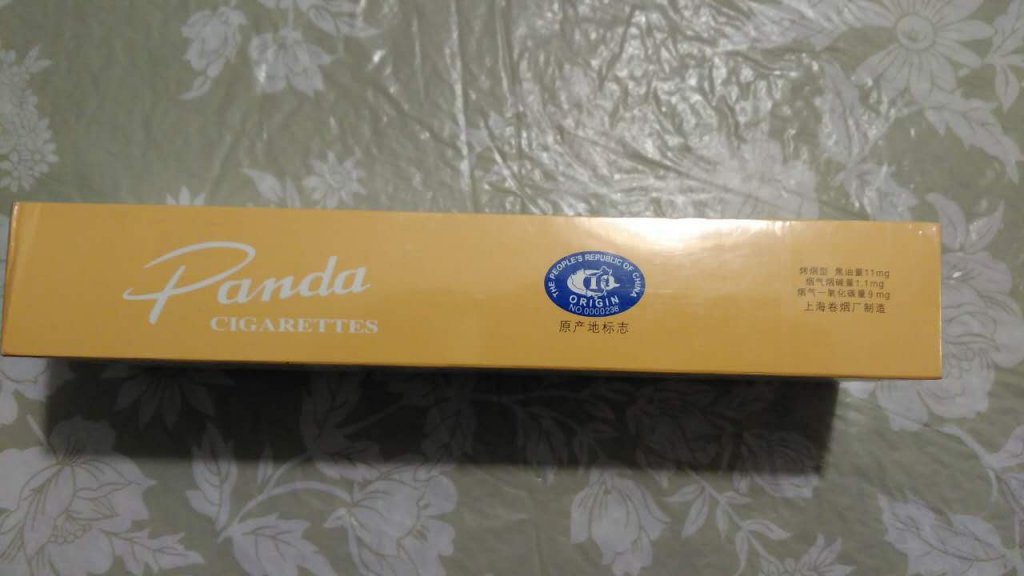 Panda
CIGARETTES
THE PEOPLE'S REPUBLIC OF CHINA
ORIGIN
NO.0000238
原产地标志
烤烟型 焦油量11mg
烟气烟碱量1.1mg
烟气一氧化碳量9mg
上海卷烟厂制造